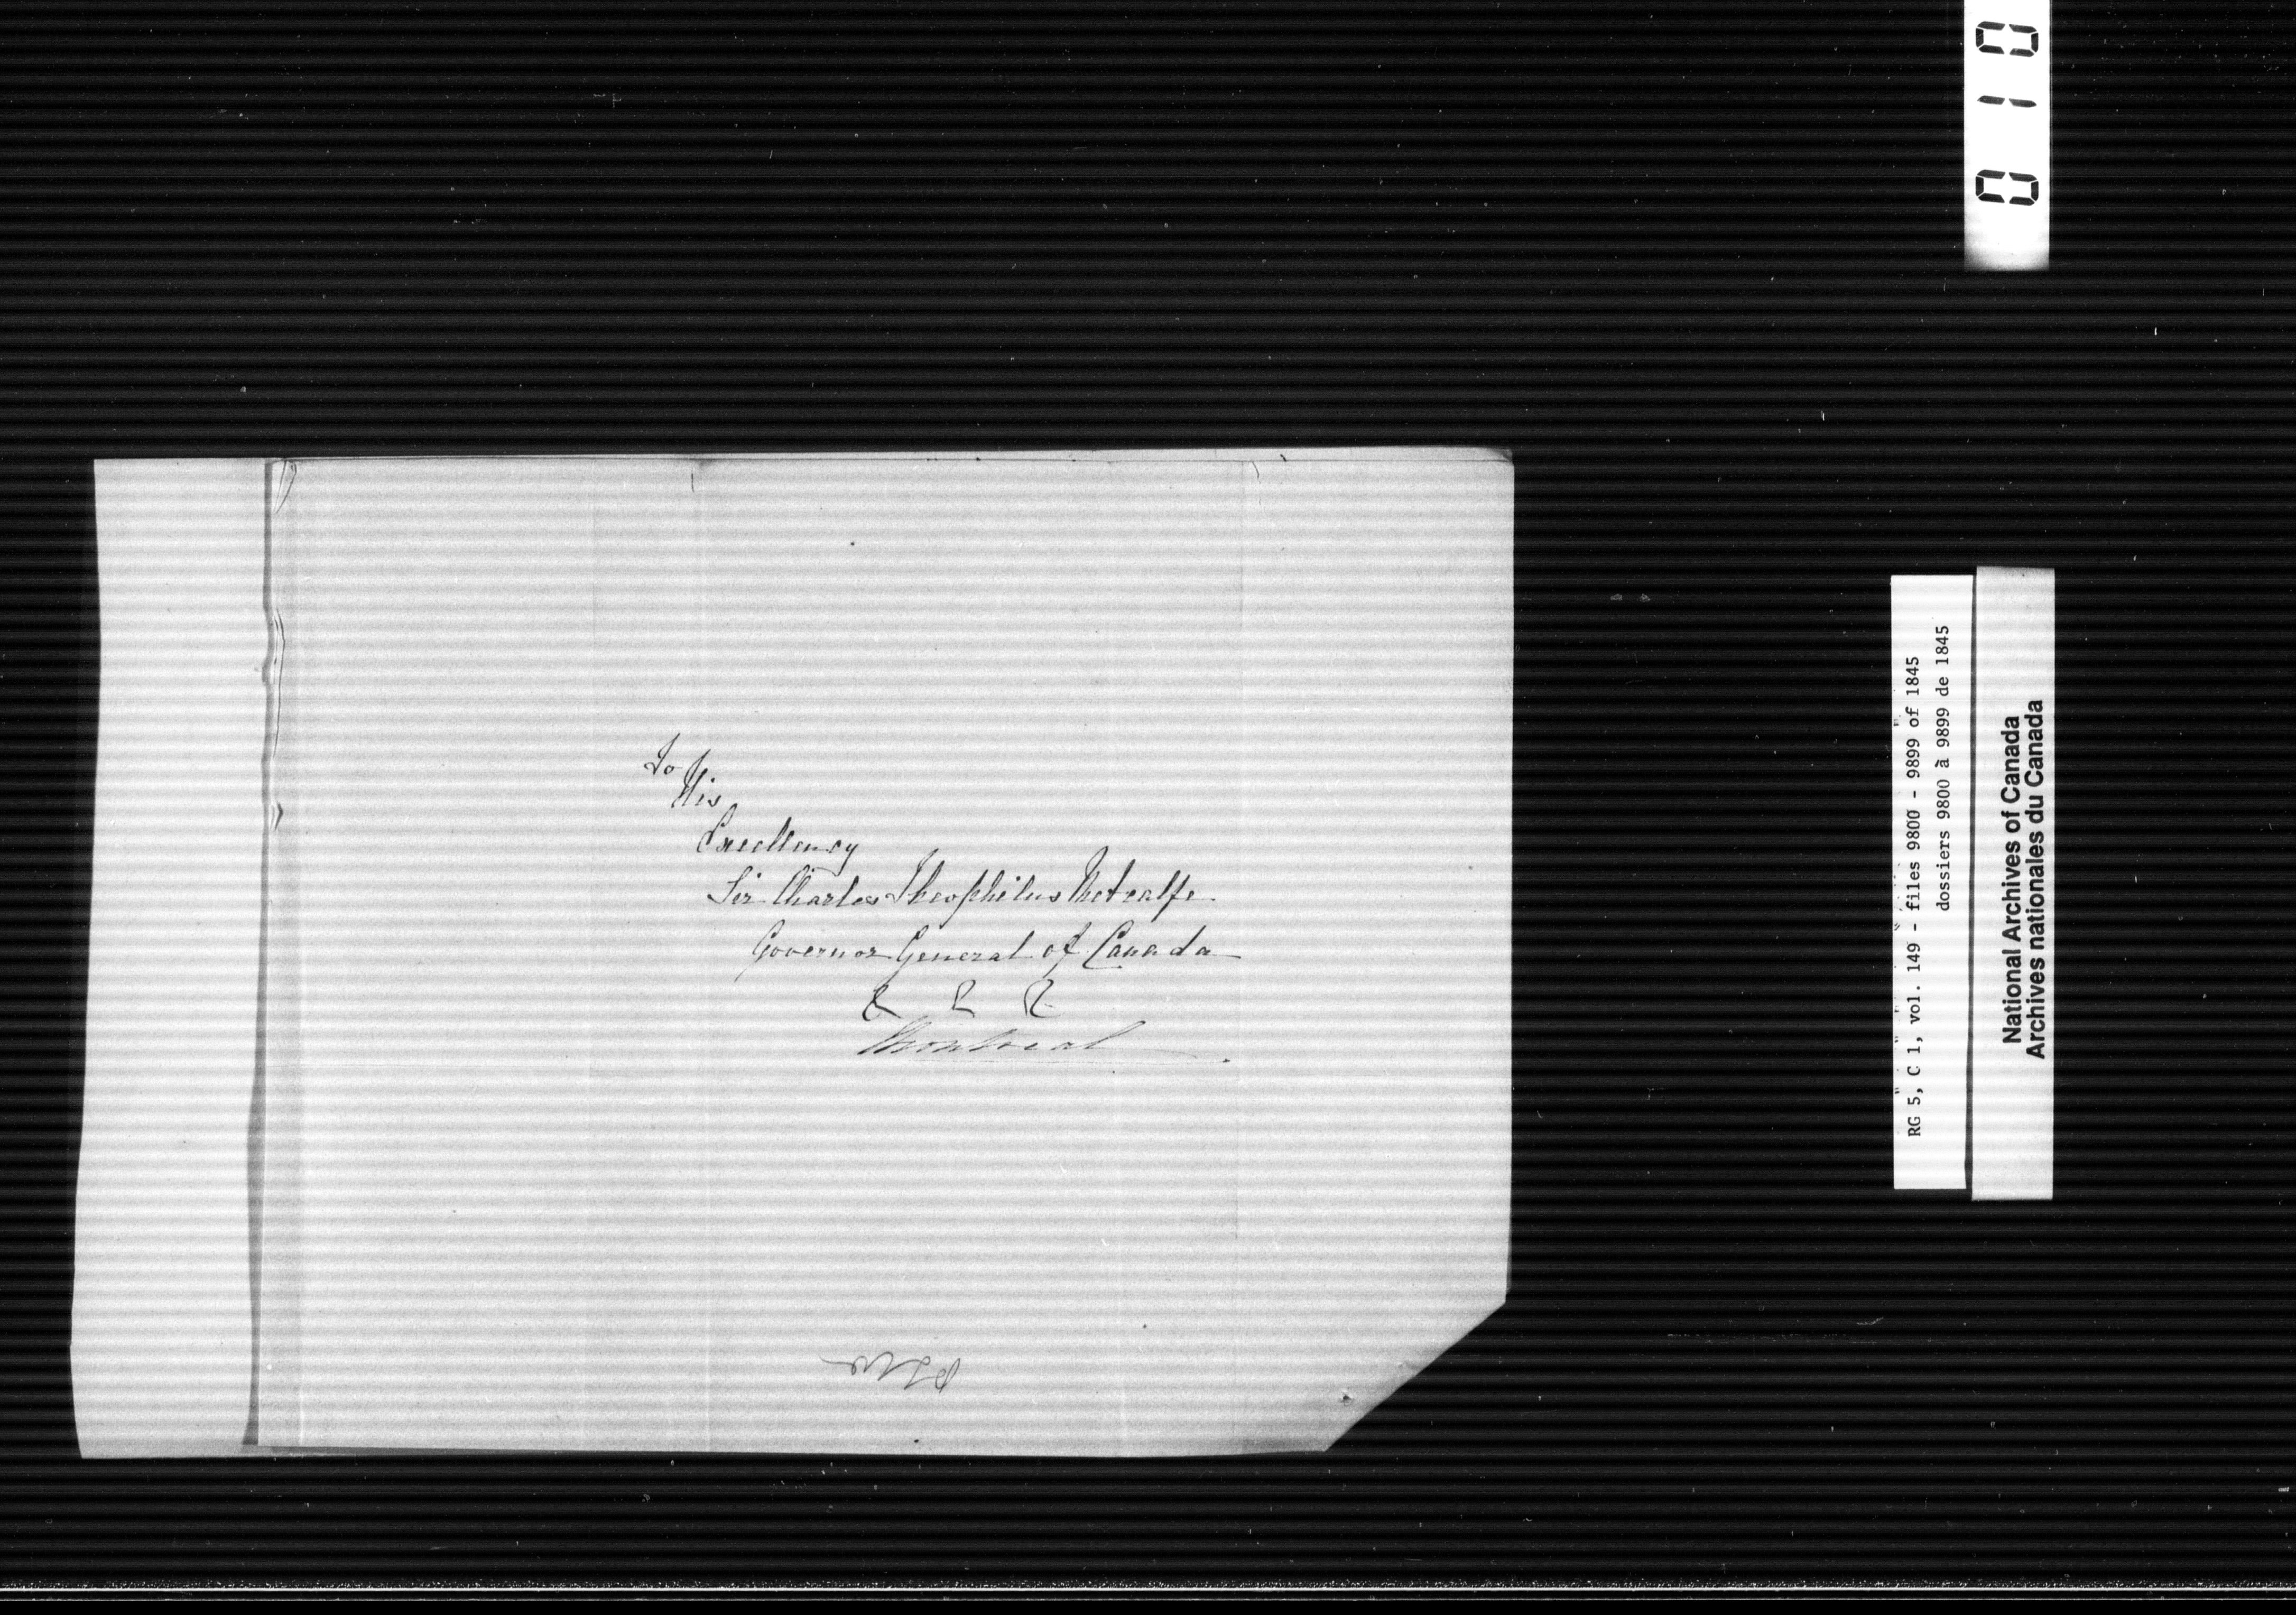 To
His
Excellency
Sir Charles Theophilus Metcalfe
Governor General of Canada
& & &
Montreal
010
RG 5, C 1, vol. 149 - files 9800 - 9899 of 1845
dossiers 9800 à 9899 de 1845
National Archives of Canada
Archives nationales du Canada